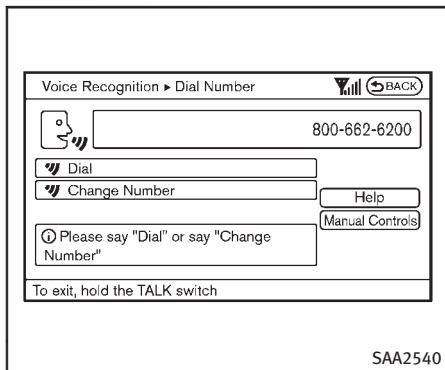 Voice Recognition ▸ Dial Number
BACK
800-662-6200
Dial
Change Number
Help
Manual Controls
Please say "Dial" or say "Change
Number"
To exit, hold the TALK switch
SAA2540